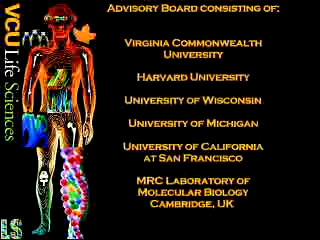 Advisory Board consisting of:
Virginia Commonwealth
University
Harvard University
University of Wisconsin
University of Michigan
University of California
at San Francisco
MRC Laboratory of
Molecular Biology
Cambridge, UK
VCU Life Sciences
LS